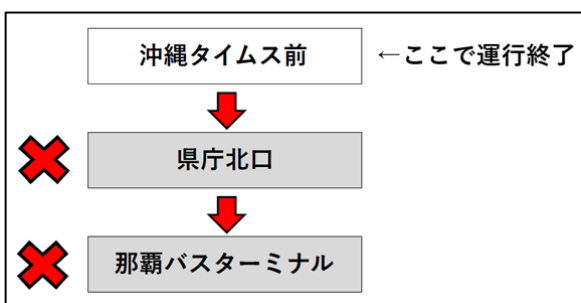 沖縄タイムス前 ←ここで運行終了
県庁北口
那覇バスターミナル